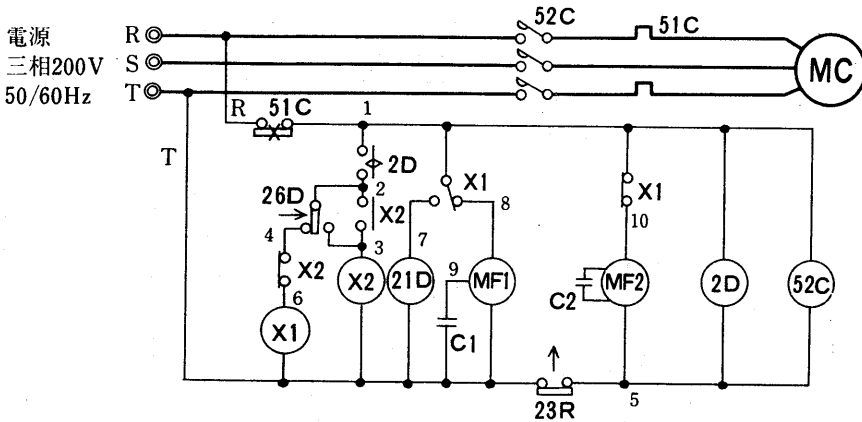 電源 R
三相200V S
50/60Hz T
52C
51C
MC
R
51C
1
T
2D
26D
2
X2
X1
4
3
7
8
X1
10
X2
X2
21D
9
MF1
C2
MF2
2D
52C
6
X1
C1
23R
5